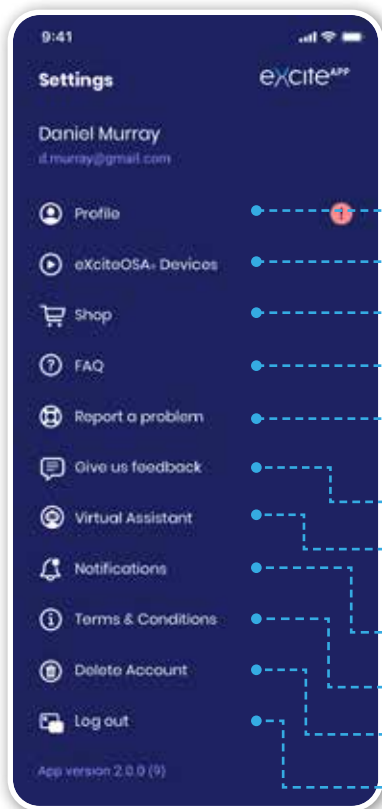 9:41
Settings
eXciteAPP
Daniel Murray
d.murray@gmail.com
Profile
1
eXciteOSA® Devices
Shop
FAQ
Report a problem
Give us feedback
Virtual Assistant
Notifications
Terms & Conditions
Delete Account
Log out
App version 2.0.0 (9)